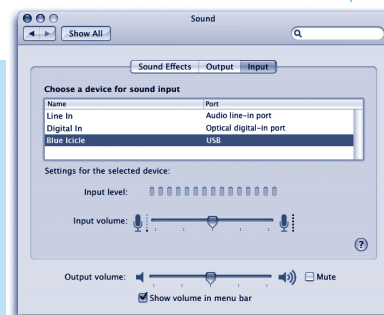 Sound
Show All
Sound Effects Output Input
Choose a device for sound input
Name Port
Line In Audio line-in port
Digital In Optical digital-in port
Blue Icicle USB
Settings for the selected device:
Input level:
Input volume:
?
Output volume: Mute
Show volume in menu bar